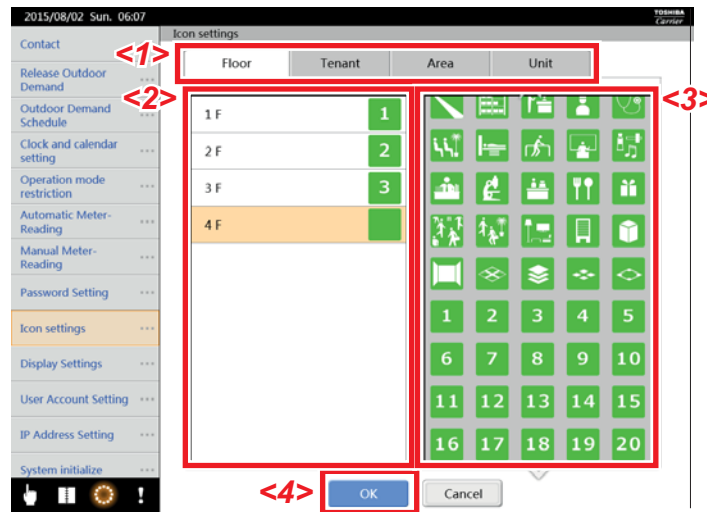 2015/08/02 Sun. 06:07
TOSHIBA
Carrier
Contact
Release Outdoor
Demand
Outdoor Demand
Schedule
Clock and calendar
setting
Operation mode
restriction
Automatic Meter-
Reading
Manual Meter-
Reading
Password Setting
Icon settings
Display Settings
User Account Setting
IP Address Setting
System initialize
Icon settings
<1>
Floor Tenant Area Unit
<2>
1 F 1
2 F 2
3 F 3
4 F
<3>
1 2 3 4 5
6 7 8 9 10
11 12 13 14 15
16 17 18 19 20
<4>
OK Cancel